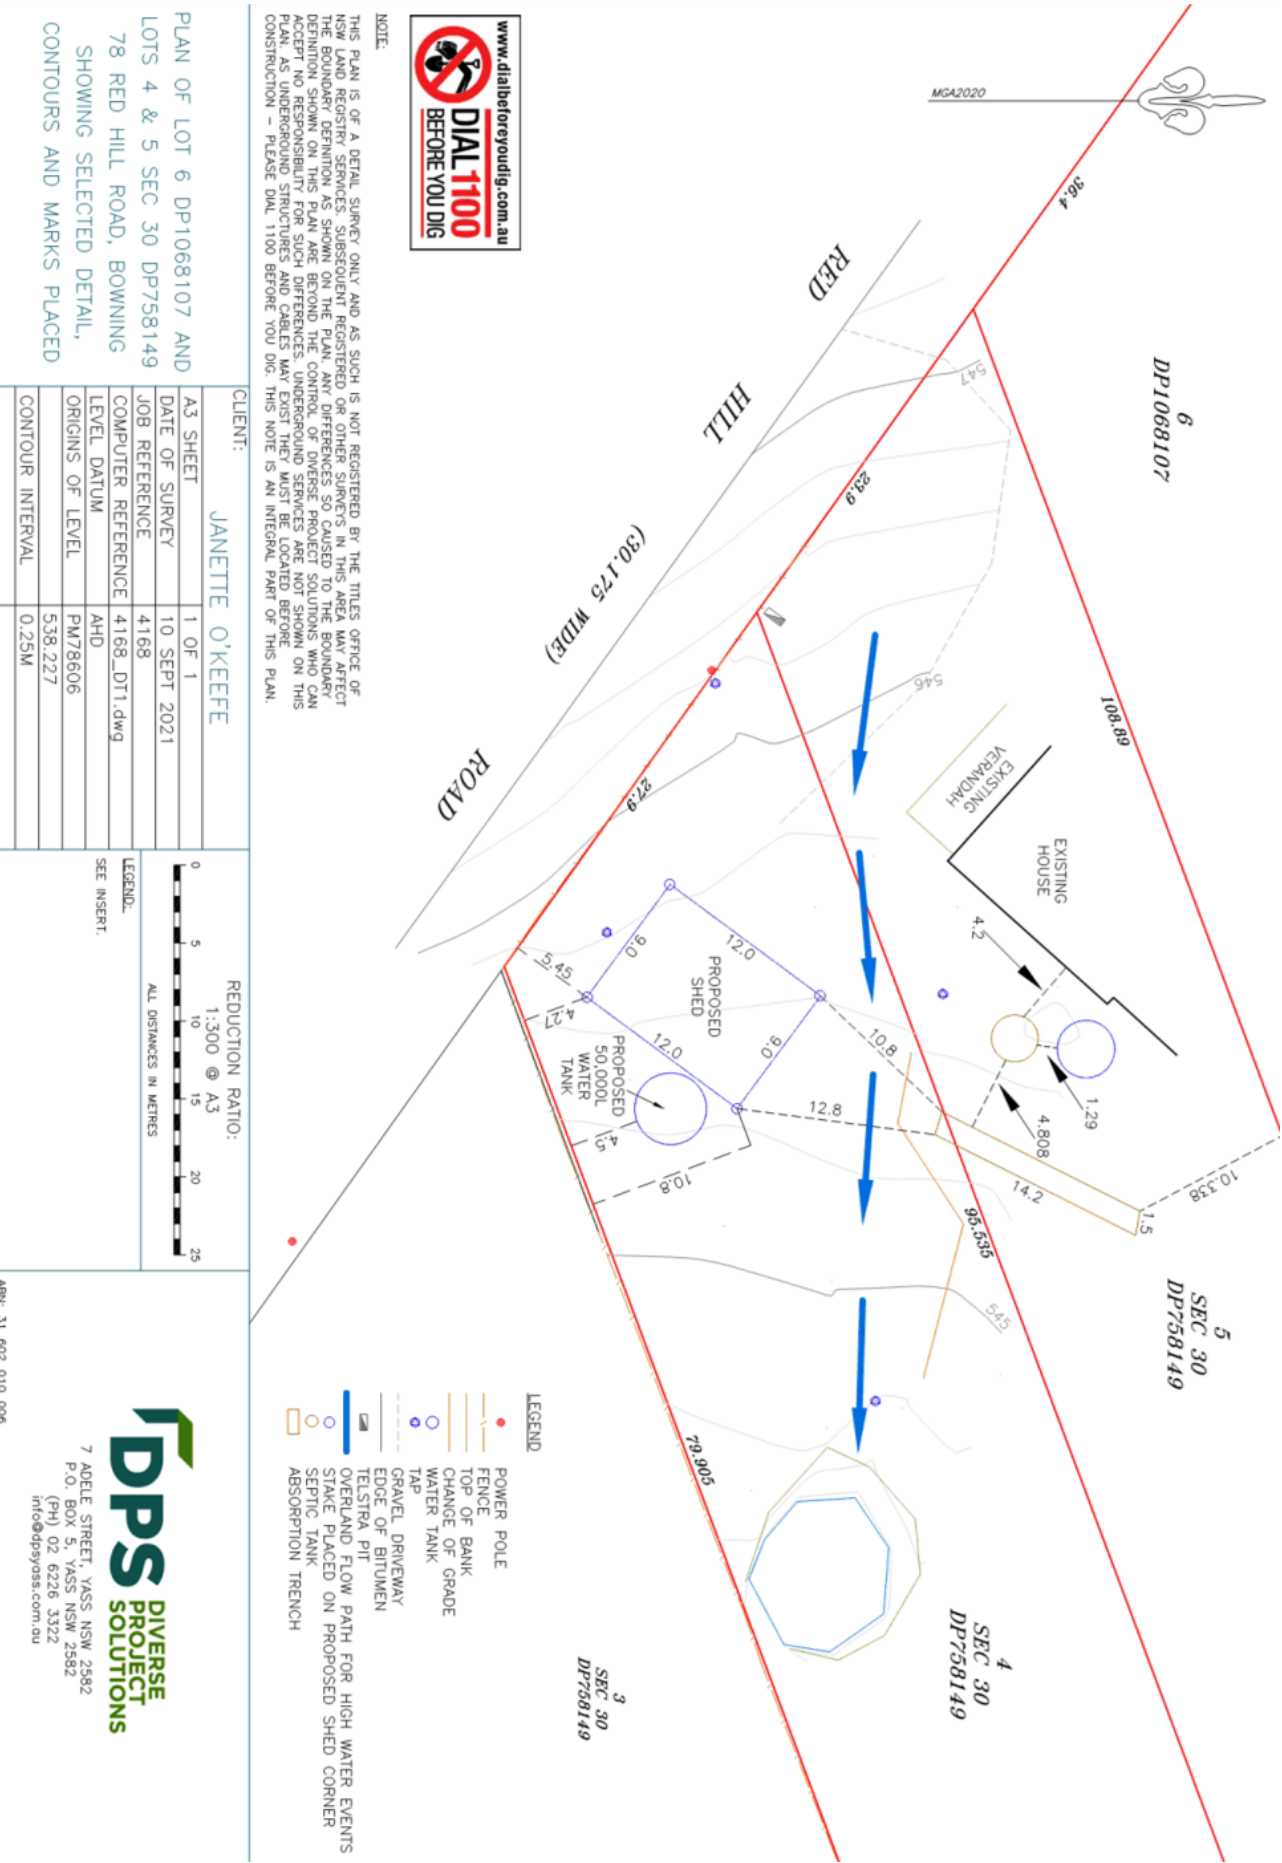 MGA2020
36.4
6
DP1068107
RED
HILL
ROAD
(30.175 WIDE)
547
23.9
108.89
546
27.9
EXISTING
VERANDAH
EXISTING
HOUSE
4.2
1.29
4.808
10.338
1.5
14.2
95.535
12.0
9.0
PROPOSED
SHED
9.0
12.0
10.8
12.8
5.45
4.27
PROPOSED
50,000L
WATER
TANK
4.5
10.8
545
5
SEC 30
DP758149
79.905
4
SEC 30
DP758149
3
SEC 30
DP758149
www.dialbeforeyoudig.com.au
DIAL 1100
BEFORE YOU DIG
NOTE:
THIS PLAN IS OF A DETAIL SURVEY ONLY AND AS SUCH IS NOT REGISTERED BY THE TITLES OFFICE OF
NSW LAND REGISTRY SERVICES. SUBSEQUENT REGISTERED OR OTHER SURVEYS IN THIS AREA MAY AFFECT
THE BOUNDARY DEFINITION AS SHOWN ON THE PLAN. ANY DIFFERENCES SO CAUSED TO THE BOUNDARY
DEFINITION SHOWN ON THIS PLAN ARE BEYOND THE CONTROL OF DIVERSE PROJECT SOLUTIONS WHO CAN
ACCEPT NO RESPONSIBILITY FOR SUCH DIFFERENCES. UNDERGROUND SERVICES ARE NOT SHOWN ON THIS
PLAN. AS UNDERGROUND STRUCTURES AND CABLES MAY EXIST THEY MUST BE LOCATED BEFORE
CONSTRUCTION - PLEASE DIAL 1100 BEFORE YOU DIG. THIS NOTE IS AN INTEGRAL PART OF THIS PLAN.
LEGEND
POWER POLE
FENCE
TOP OF BANK
CHANGE OF GRADE
WATER TANK
TAP
GRAVEL DRIVEWAY
EDGE OF BITUMEN
TELSTRA PIT
OVERLAND FLOW PATH FOR HIGH WATER EVENTS
STAKE PLACED ON PROPOSED SHED CORNER
SEPTIC TANK
ABSORPTION TRENCH
PLAN OF LOT 6 DP1068107 AND
LOTS 4 & 5 SEC 30 DP758149
78 RED HILL ROAD, BOWNING
SHOWING SELECTED DETAIL,
CONTOURS AND MARKS PLACED
CLIENT:
JANETTE O'KEEFE
A3 SHEET 1 OF 1
DATE OF SURVEY 10 SEPT 2021
JOB REFERENCE 4168
COMPUTER REFERENCE 4168_DT1.dwg
LEVEL DATUM AHD
ORIGINS OF LEVEL PM78606
538.227
CONTOUR INTERVAL 0.25M
REDUCTION RATIO:
1:300 @ A3
0 5 10 15 20 25
ALL DISTANCES IN METRES
LEGEND:
SEE INSERT.
DPS
DIVERSE
PROJECT
SOLUTIONS
7 ADELE STREET, YASS NSW 2582
P.O. BOX 5, YASS NSW 2582
(PH) 02 6226 3322
info@dpsyass.com.au
ABN: 31 602 010 006